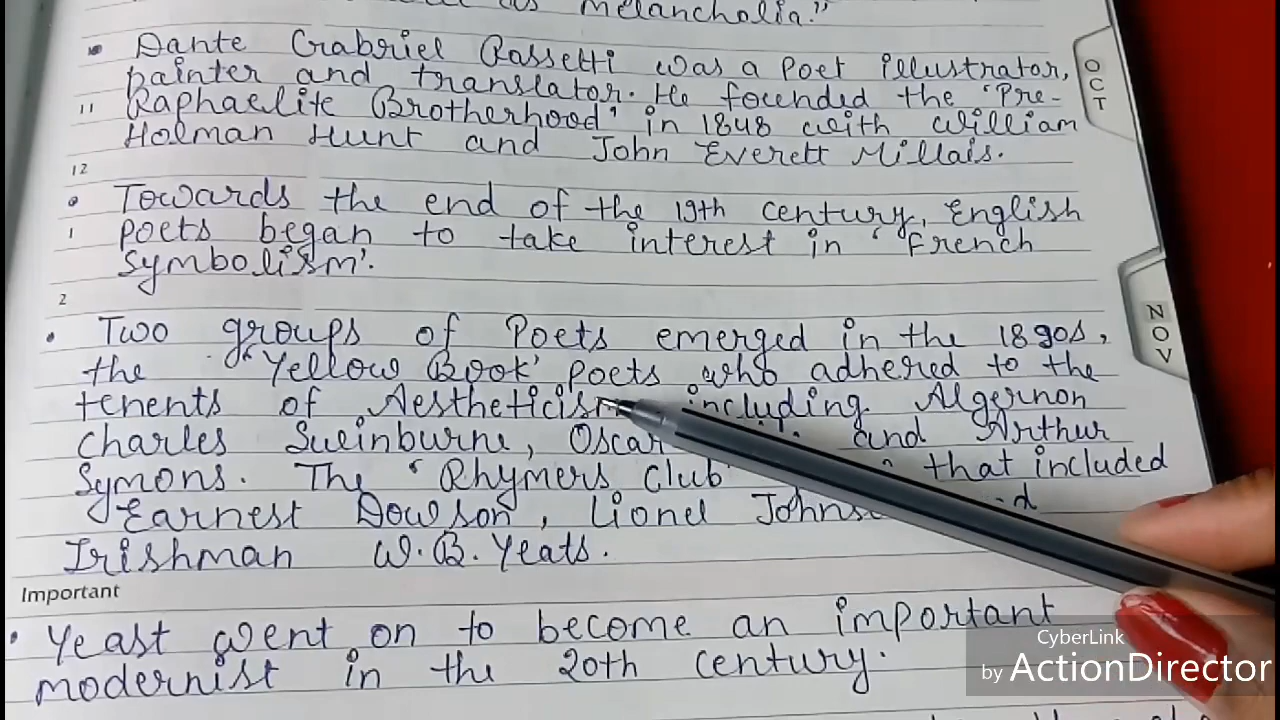 as Melancholia."
• Dante Gabriel Rassetti was a Poet illustrator,
painter and translator. He founded the 'Pre-
11 Raphaelite Brotherhood' in 1848 with William
Holman Hunt and John Everett Millais.
12
• Towards the end of the 19th century, English
1 poets began to take interest in 'French
Symbolism'.
2
• Two groups of Poets emerged in the 1890s,
the 'Yellow Book' poets who adhered to the
tenents of Aestheticism including Algernon
Charles Sueinburne, Oscar and Arthur
Symons. The 'Rhymers Club' that included
Earnest Dowson, Lionel
Irishman W.B. Yeats.
Important
• Yeast went on to become an important
modernist in the 20th century.
OCT
NOV
CyberLink
by ActionDirector